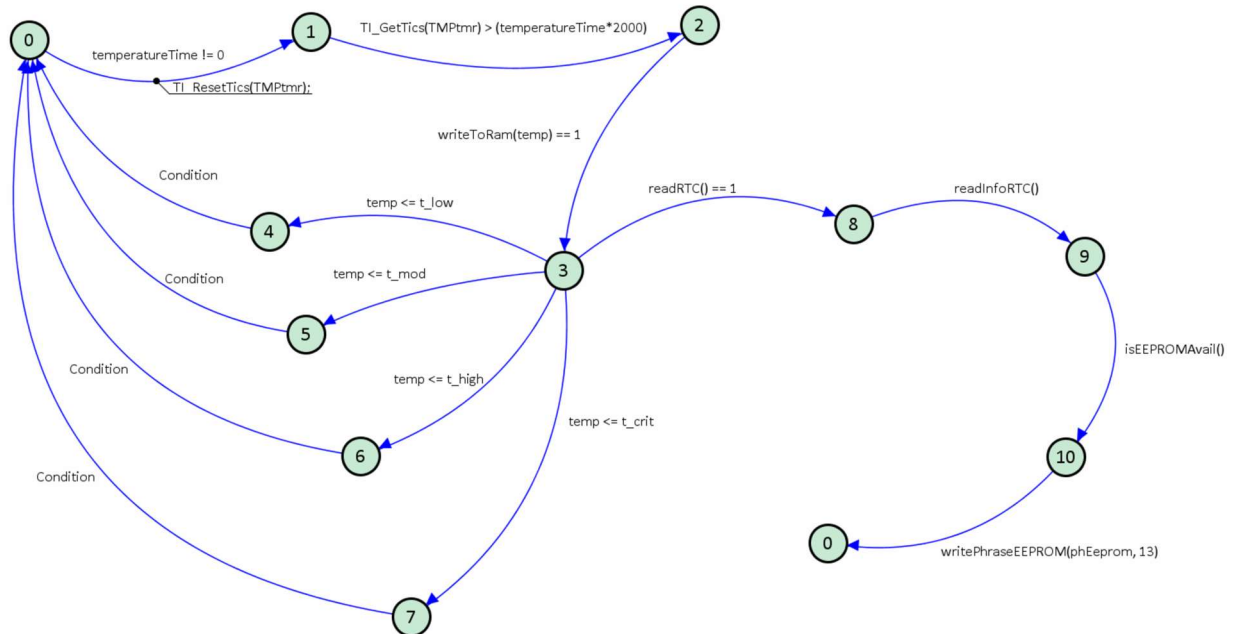 0
1
TI_GetTics(TMPtmr) > (temperatureTime*2000)
2
temperatureTime != 0
TI_ResetTics(TMPtmr);
writeToRam(temp) == 1
Condition
temp <= t_low
readRTC() == 1
readInfoRTC()
4
8
9
3
Condition
temp <= t_mod
5
isEEPROMAvail()
Condition
temp <= t_high
temp <= t_crit
6
10
Condition
0
writePhraseEEPROM(phEeprom, 13)
7